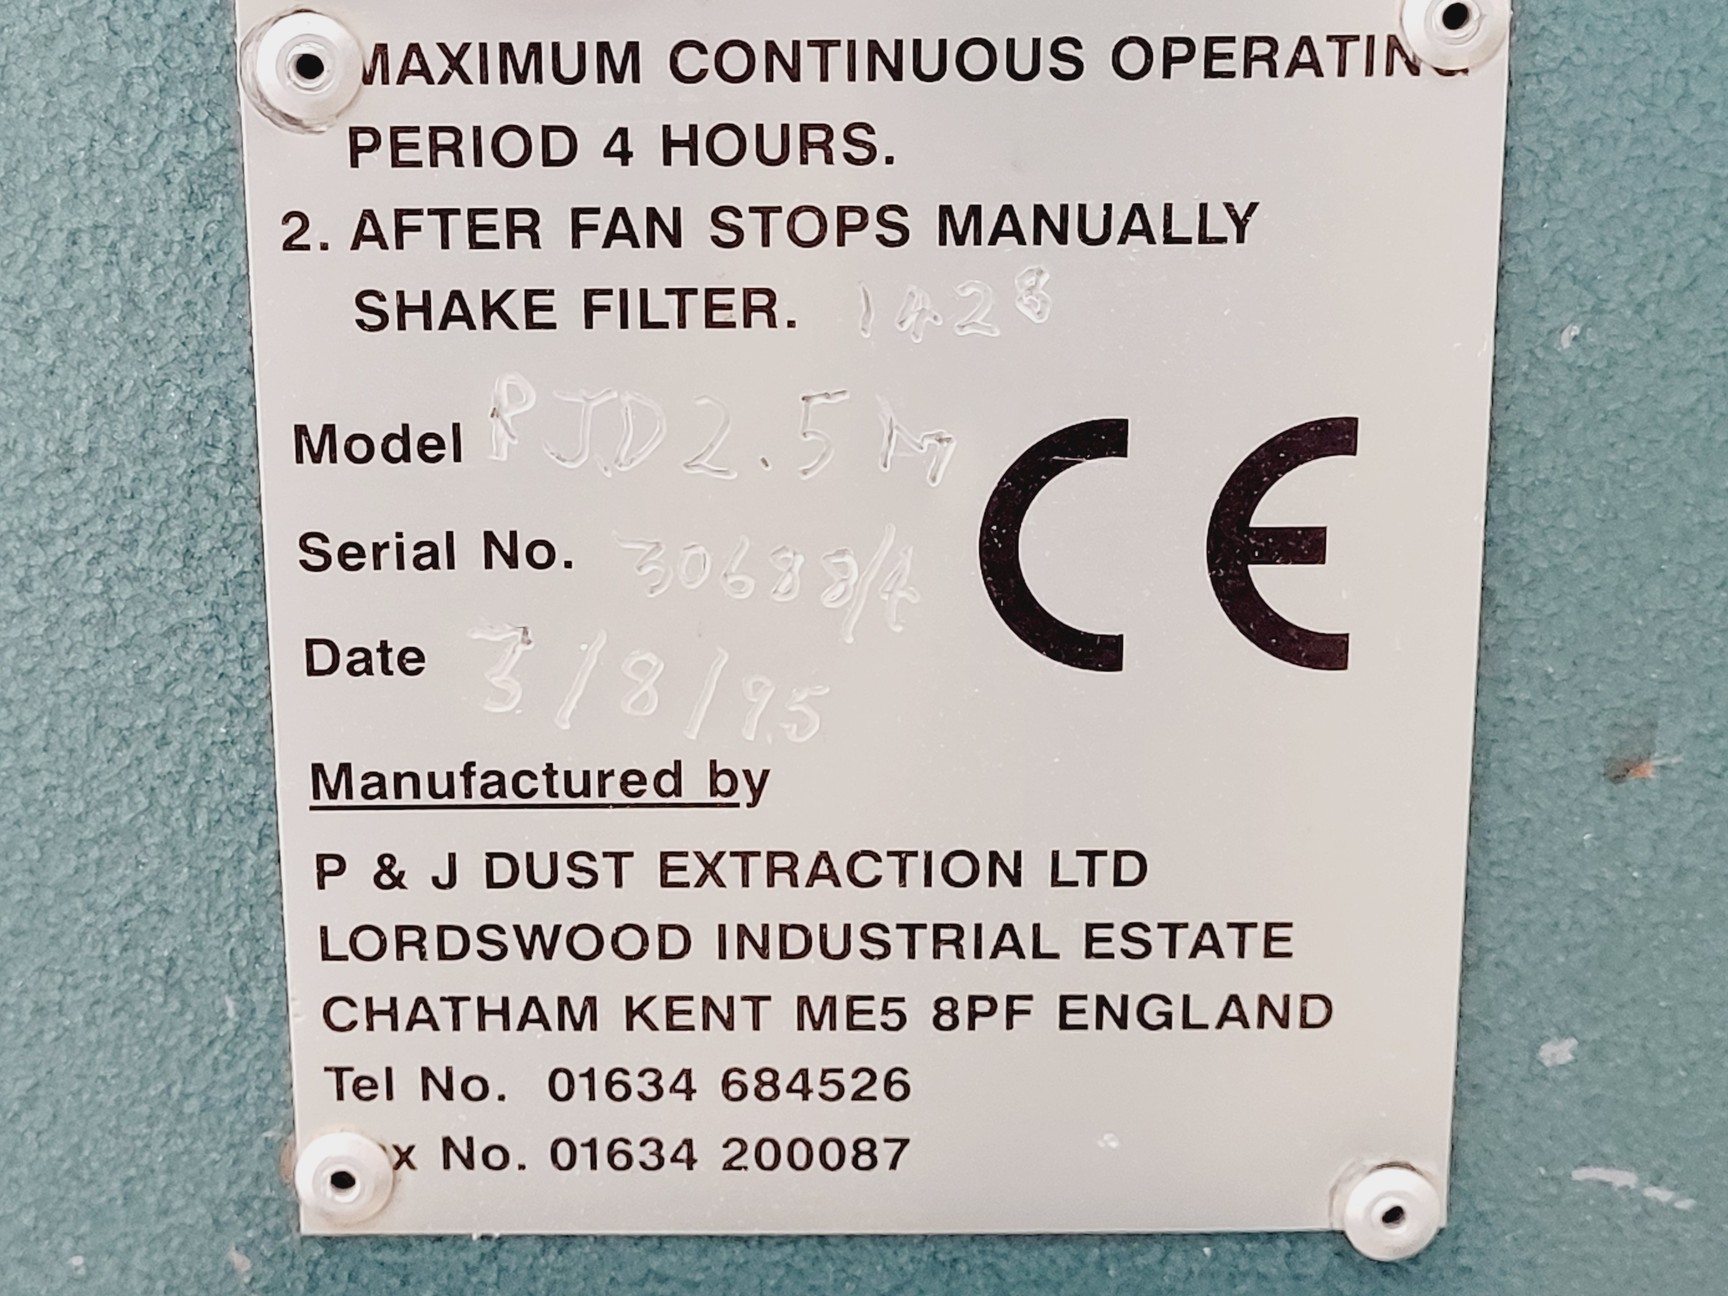 MAXIMUM CONTINUOUS OPERATING
PERIOD 4 HOURS.
2. AFTER FAN STOPS MANUALLY
SHAKE FILTER. 1428
Model PJD2.5M
Serial No. 30688/4
Date 3/8/95
CE
Manufactured by
P & J DUST EXTRACTION LTD
LORDSWOOD INDUSTRIAL ESTATE
CHATHAM KENT ME5 8PF ENGLAND
Tel No. 01634 684526
x No. 01634 200087